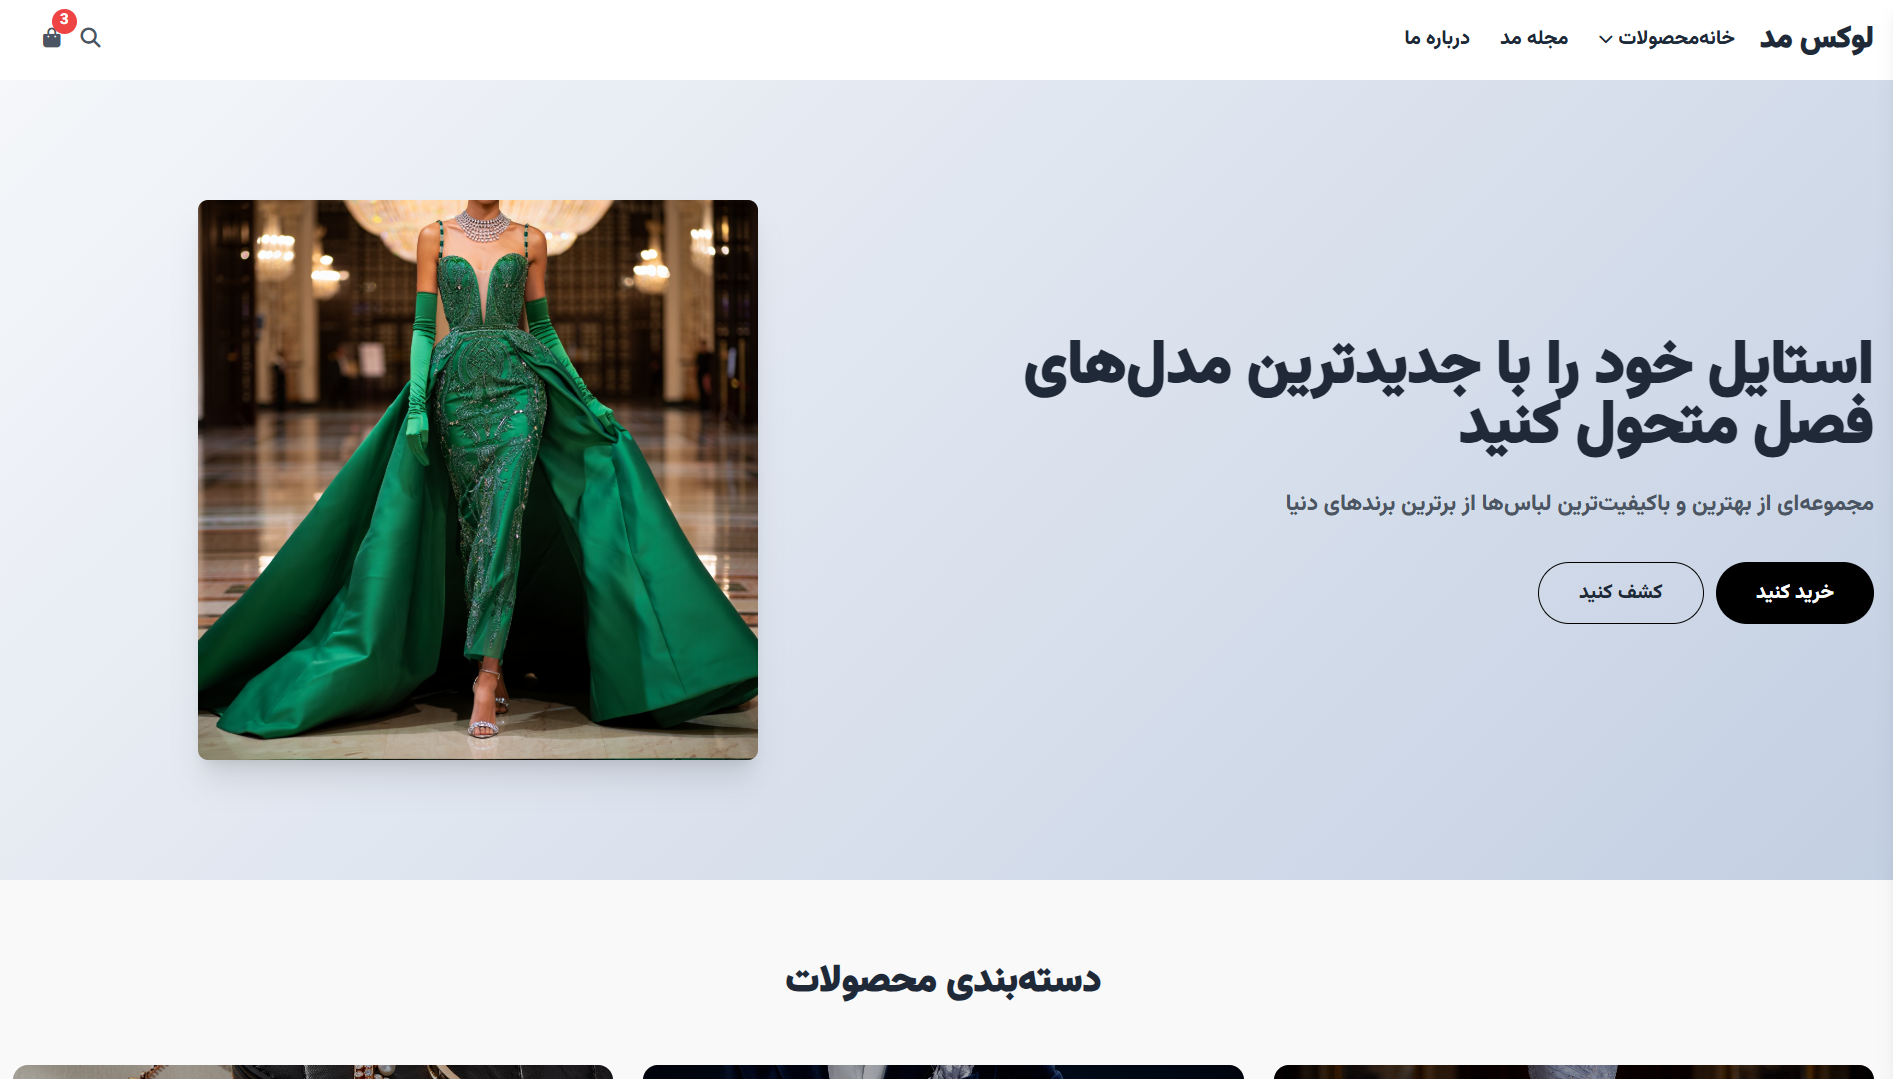 لوکس مد
خانه
محصولات
مجله مد
درباره ما
3
استایل خود را با جدیدترین مدل‌های
فصل متحول کنید
مجموعه‌ای از بهترین و باکیفیت‌ترین لباس‌ها از برترین برندهای دنیا
خرید کنید
کشف کنید
دسته‌بندی محصولات